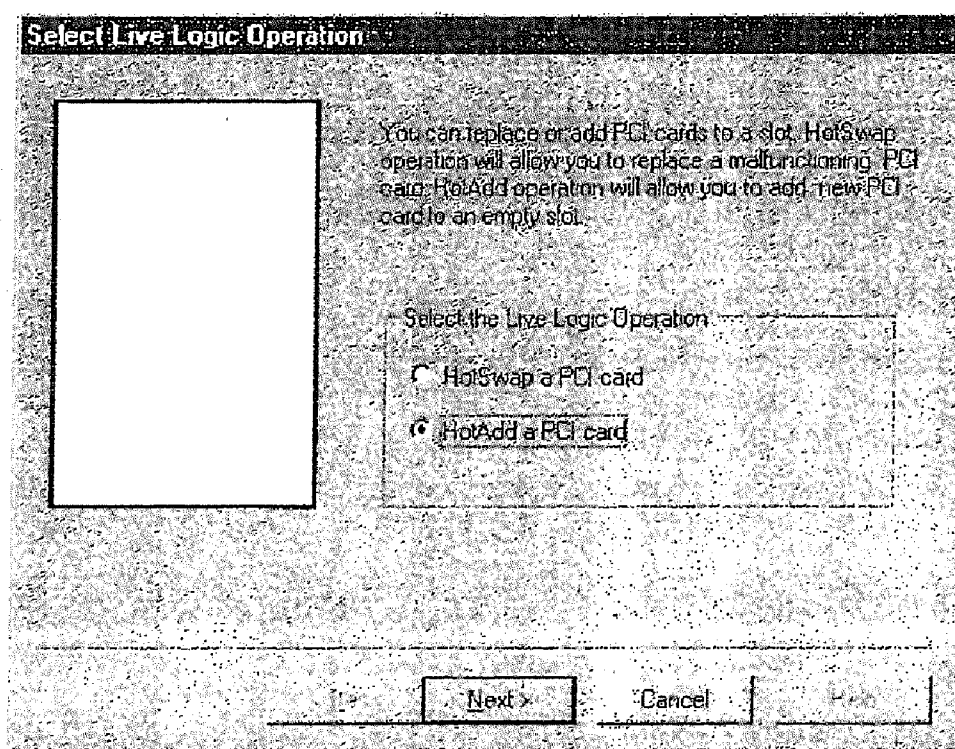 Select Live Logic Operation
You can replace or add PCI cards to a slot. HotSwap
operation will allow you to replace a malfunctioning PCI
card. HotAdd operation will allow you to add new PCI
card to an empty slot.
Select the Live Logic Operation
HotSwap a PCI card
HotAdd a PCI card
Next >
Cancel